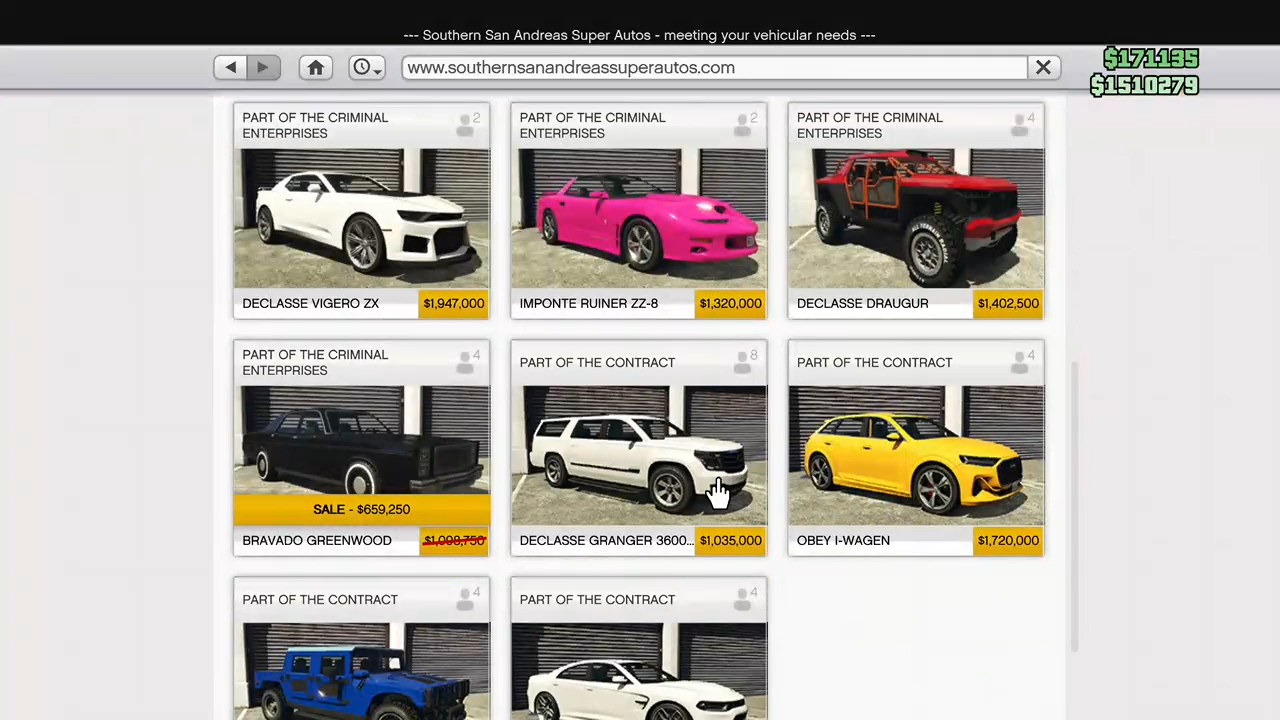 --- Southern San Andreas Super Autos - meeting your vehicular needs ---
www.southernsanandreassuperautos.com
$171135
$1510279
PART OF THE CRIMINAL
ENTERPRISES
2
DECLASSE VIGERO ZX
$1,947,000
PART OF THE CRIMINAL
ENTERPRISES
2
IMPONTE RUINER ZZ-8
$1,320,000
PART OF THE CRIMINAL
ENTERPRISES
4
ALL TERRAIN
DECLASSE DRAUGUR
$1,402,500
PART OF THE CRIMINAL
ENTERPRISES
4
SALE - $659,250
BRAVADO GREENWOOD
PART OF THE CONTRACT
8
DECLASSE GRANGER 3600...
$1,035,000
PART OF THE CONTRACT
4
OBEY I-WAGEN
$1,720,000
PART OF THE CONTRACT
4
PART OF THE CONTRACT
4